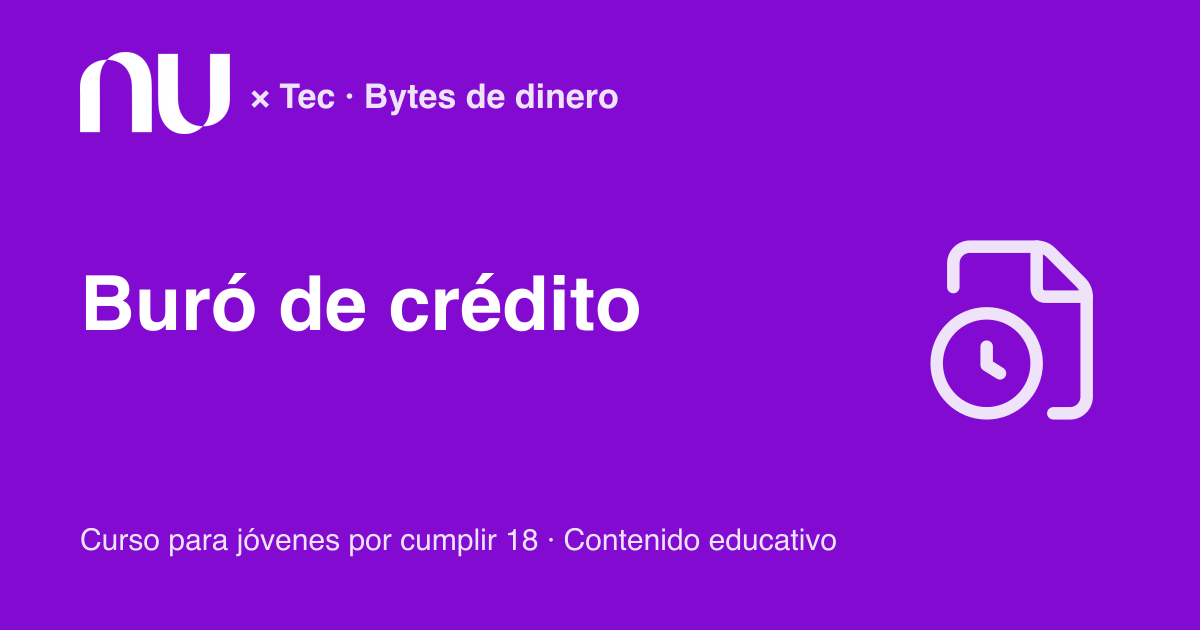 nu × Tec · Bytes de dinero
Buró de crédito
Curso para jóvenes por cumplir 18 · Contenido educativo